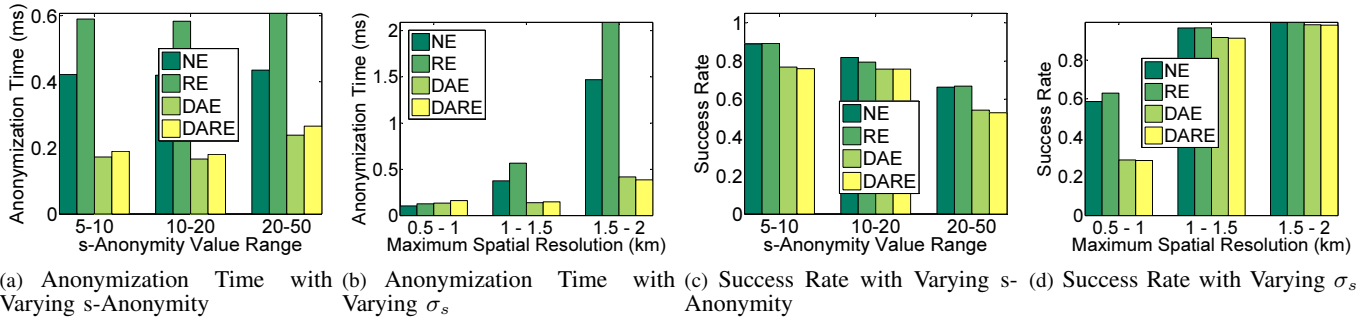 Anonymization Time (ms)
0.6
0.4
0.2
0
NE
RE
DAE
DARE
5-10 10-20 20-50
s-Anonymity Value Range
(a) Anonymization Time with
Varying s-Anonymity
Anonymization Time (ms)
2
1.5
1
0.5
0
NE
RE
DAE
DARE
0.5 - 1 1 - 1.5 1.5 - 2
Maximum Spatial Resolution (km)
(b) Anonymization Time with
Varying σs
Success Rate
1
0.8
0.6
0.4
0.2
0
NE
RE
DAE
DARE
5-10 10-20 20-50
s-Anonymity Value Range
(c) Success Rate with Varying s-
Anonymity
Success Rate
0.8
0.6
0.4
0.2
0
NE
RE
DAE
DARE
0.5 - 1 1 - 1.5 1.5 - 2
Maximum Spatial Resolution (km)
(d) Success Rate with Varying σs